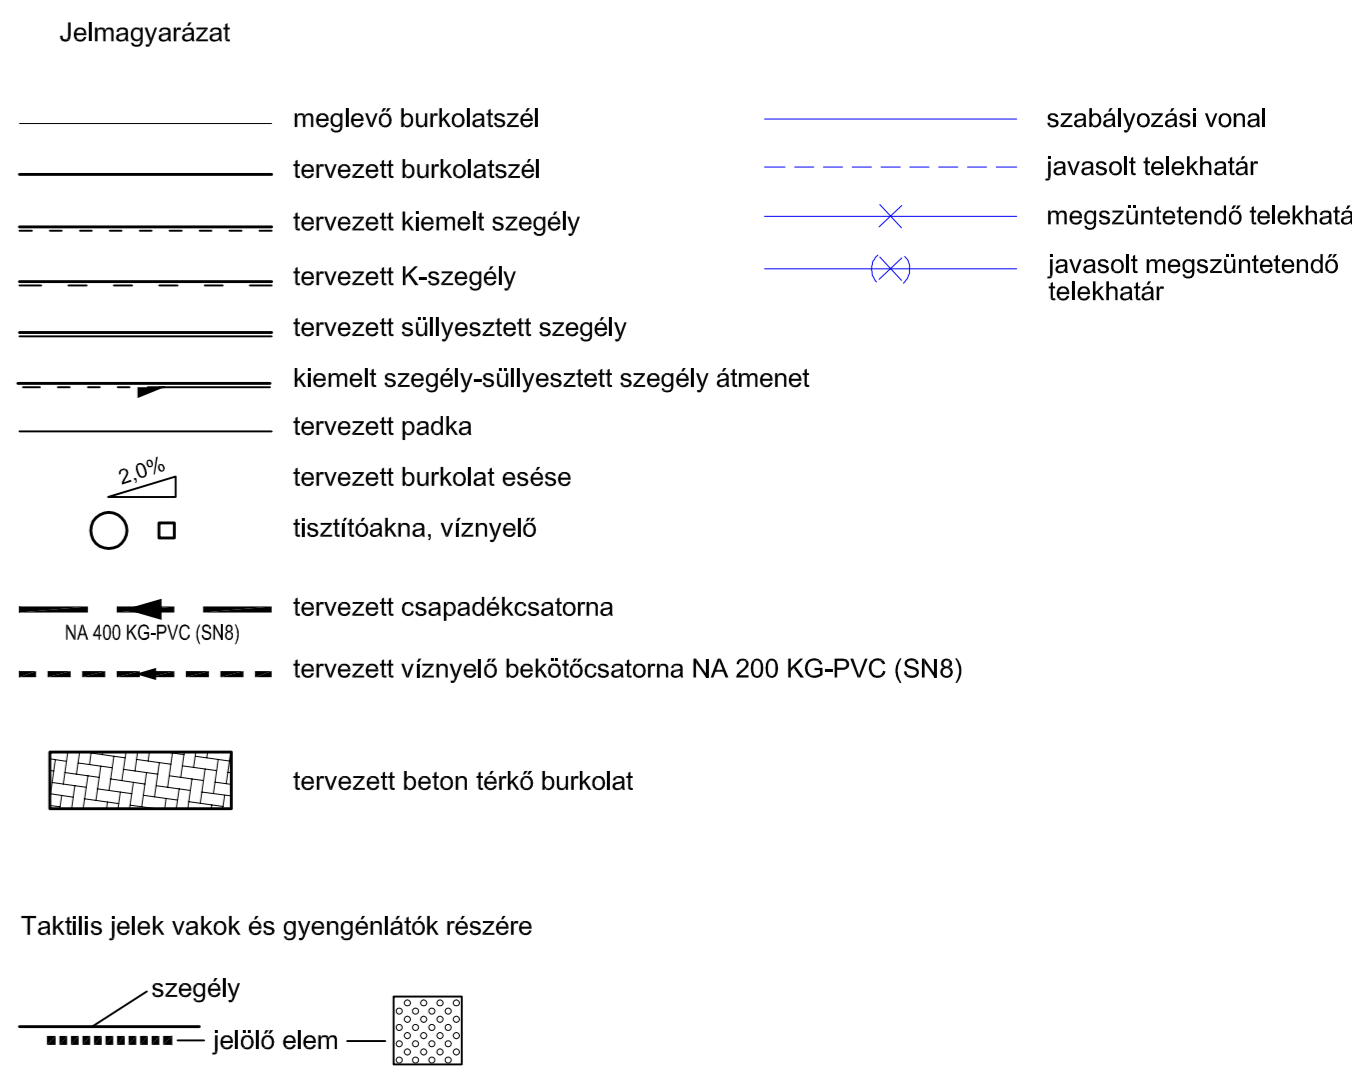 Jelmagyarázat
meglevő burkolatszél
tervezett burkolatszél
tervezett kiemelt szegély
tervezett K-szegély
tervezett süllyesztett szegély
kiemelt szegély-süllyesztett szegély átmenet
tervezett padka
2,0%
tervezett burkolat esése
tisztítóakna, víznyelő
tervezett csapadékcsatorna
NA 400 KG-PVC (SN8)
tervezett víznyelő bekötőcsatorna NA 200 KG-PVC (SN8)
tervezett beton térkő burkolat
szabályozási vonal
javasolt telekhatár
megszüntetendő telekhatá
javasolt megszüntetendő
telekhatár
Taktilis jelek vakok és gyengénlátók részére
szegély
jelölő elem